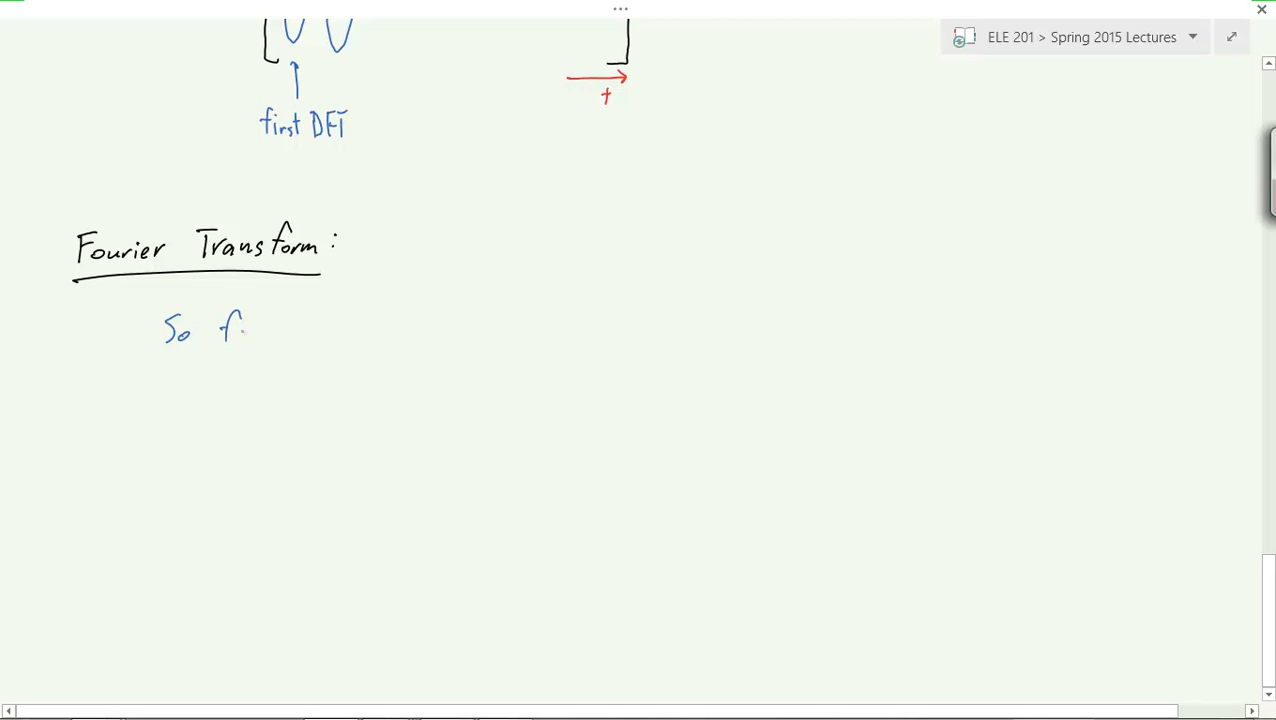 ELE 201 > Spring 2015 Lectures
t
first DFT
Fourier Transform:
So f